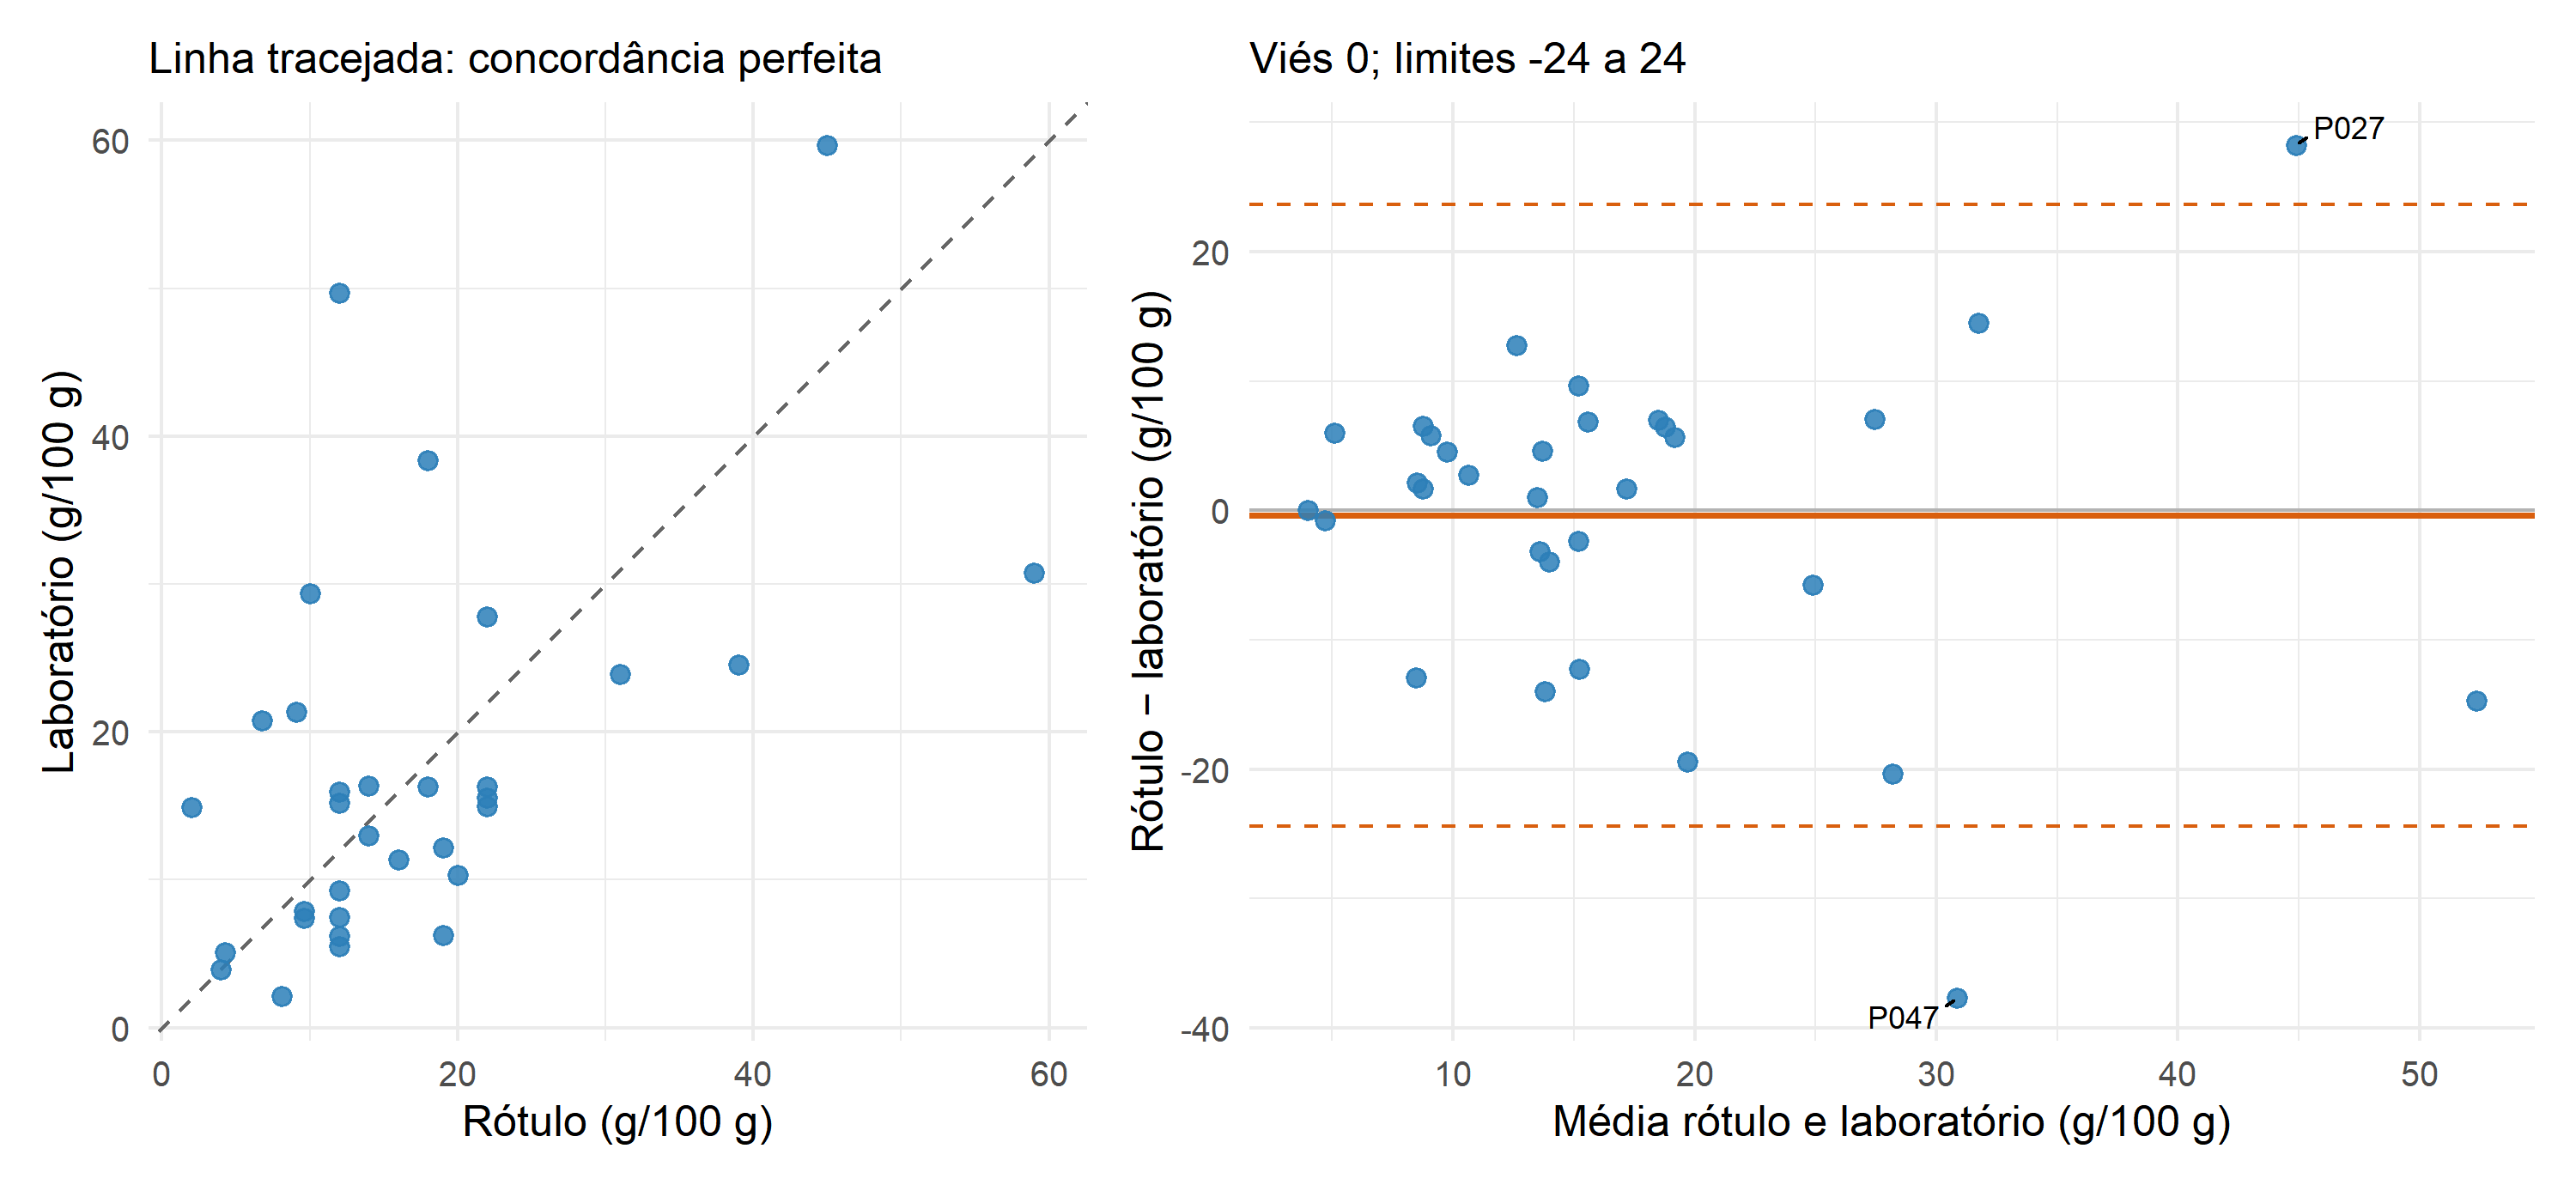 Linha tracejada: concordância perfeita
60
40
20
0
0 20 40 60
Laboratório (g/100 g)
Rótulo (g/100 g)
Viés 0; limites -24 a 24
P027
20
0
-20
-40
P047
10 20 30 40 50
Rótulo − laboratório (g/100 g)
Média rótulo e laboratório (g/100 g)